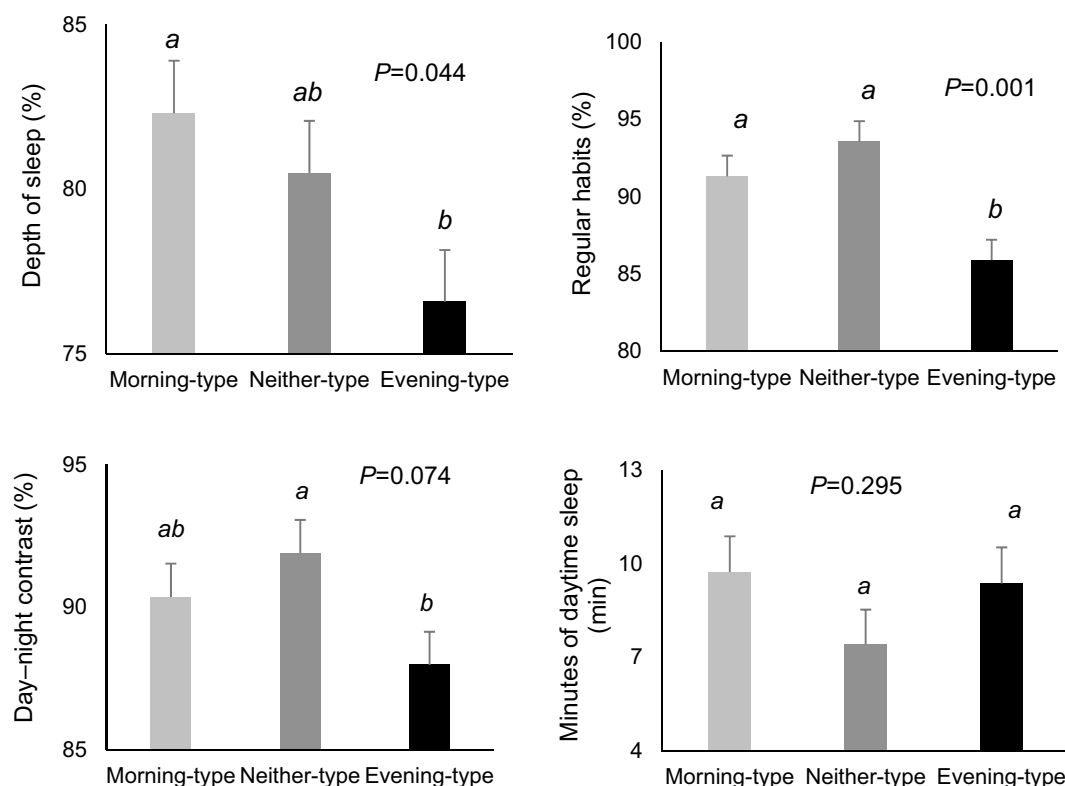 Depth of sleep (%)
85
80
75
a
ab
b
P=0.044
Morning-type Neither-type Evening-type
Regular habits (%)
100
95
90
85
80
a
a
b
P=0.001
Morning-type Neither-type Evening-type
Day–night contrast (%)
95
90
85
ab
a
b
P=0.074
Morning-type Neither-type Evening-type
Minutes of daytime sleep
(min)
13
10
7
4
a
a
a
P=0.295
Morning-type Neither-type Evening-type